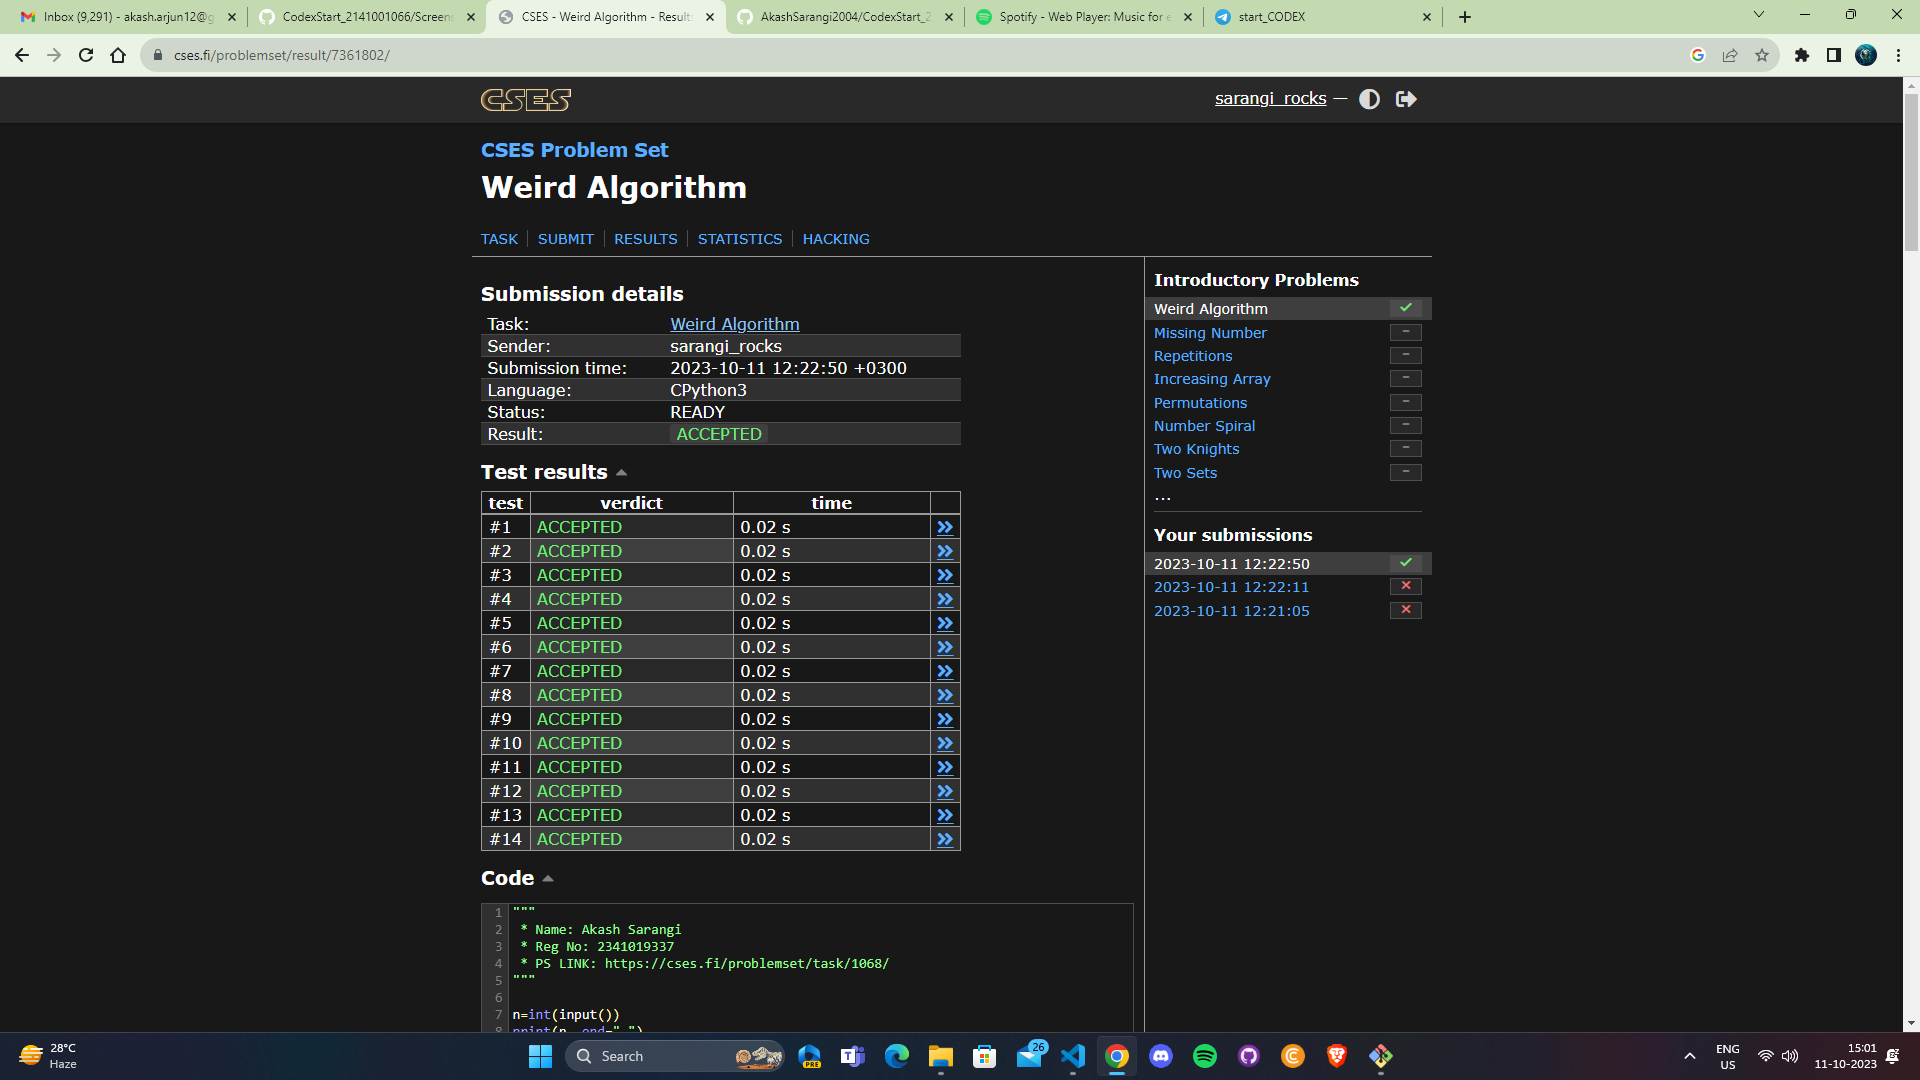 Inbox (9,291) - akash.arjun12@g
CodexStart_2141001066/Screens
CSES - Weird Algorithm - Result
AkashSarangi2004/CodexStart_2
Spotify - Web Player: Music for e
start_CODEX
cses.fi/problemset/result/7361802/
CSES
sarangi_rocks —
CSES Problem Set
Weird Algorithm
TASK
SUBMIT
RESULTS
STATISTICS
HACKING
Submission details
Task: Weird Algorithm
Sender: sarangi_rocks
Submission time: 2023-10-11 12:22:50 +0300
Language: CPython3
Status: READY
Result: ACCEPTED
Test results
test verdict time
#1 ACCEPTED 0.02 s »
#2 ACCEPTED 0.02 s »
#3 ACCEPTED 0.02 s »
#4 ACCEPTED 0.02 s »
#5 ACCEPTED 0.02 s »
#6 ACCEPTED 0.02 s »
#7 ACCEPTED 0.02 s »
#8 ACCEPTED 0.02 s »
#9 ACCEPTED 0.02 s »
#10 ACCEPTED 0.02 s »
#11 ACCEPTED 0.02 s »
#12 ACCEPTED 0.02 s »
#13 ACCEPTED 0.02 s »
#14 ACCEPTED 0.02 s »
Code
1 """
2 * Name: Akash Sarangi
3 * Reg No: 2341019337
4 * PS LINK: https://cses.fi/problemset/task/1068/
5 """
6
7 n=int(input())
8 print(n, end=" ")
Introductory Problems
Weird Algorithm
Missing Number –
Repetitions –
Increasing Array –
Permutations –
Number Spiral –
Two Knights –
Two Sets –
...
Your submissions
2023-10-11 12:22:50
2023-10-11 12:22:11
2023-10-11 12:21:05
28°C
Haze
Search
PRE
26
ENG
US
15:01
11-10-2023